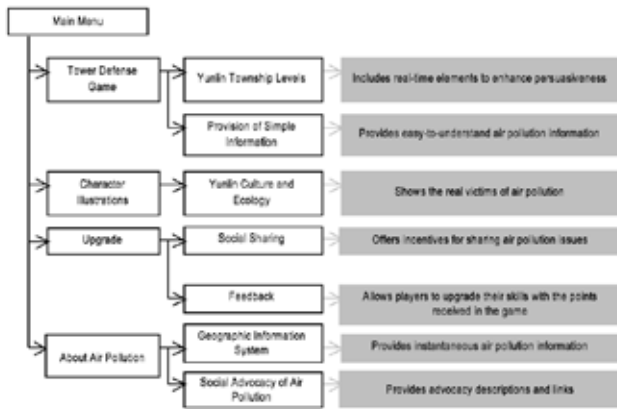 Main Menu
Tower Defense
Game
Yunlin Township Levels
Includes real-time elements to enhance persuasiveness
Provision of Simple
Information
Provides easy-to-understand air pollution information
Character
Illustrations
Yunlin Culture and
Ecology
Shows the real victims of air pollution
Upgrade
Social Sharing
Offers incentives for sharing air pollution issues
Feedback
Allows players to upgrade their skills with the points
received in the game
About Air Pollution
Geographic Information
System
Provides instantaneous air pollution information
Social Advocacy of Air
Pollution
Provides advocacy descriptions and links